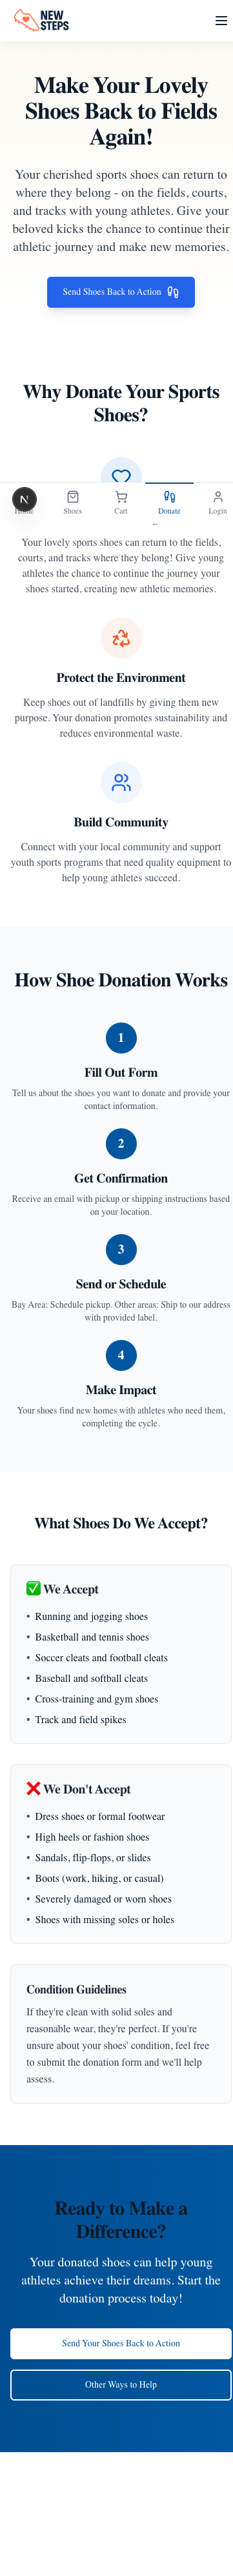 NEW
STEPS
Make Your Lovely
Shoes Back to Fields
Again!
Your cherished sports shoes can return to
where they belong - on the fields, courts,
and tracks with young athletes. Give your
beloved kicks the chance to continue their
athletic journey and make new memories.
Send Shoes Back to Action
Why Donate Your Sports
Shoes?
N
Home
Shoes
Cart
Donate
Login
Your lovely sports shoes can return to the fields,
courts, and tracks where they belong! Give young
athletes the chance to continue the journey your
shoes started, creating new athletic memories.
Protect the Environment
Keep shoes out of landfills by giving them new
purpose. Your donation promotes sustainability and
reduces environmental waste.
Build Community
Connect with your local community and support
youth sports programs that need quality equipment to
help young athletes succeed.
How Shoe Donation Works
1
Fill Out Form
Tell us about the shoes you want to donate and provide your
contact information.
2
Get Confirmation
Receive an email with pickup or shipping instructions based
on your location.
3
Send or Schedule
Bay Area: Schedule pickup. Other areas: Ship to our address
with provided label.
4
Make Impact
Your shoes find new homes with athletes who need them,
completing the cycle.
What Shoes Do We Accept?
✅ We Accept
• Running and jogging shoes
• Basketball and tennis shoes
• Soccer cleats and football cleats
• Baseball and softball cleats
• Cross-training and gym shoes
• Track and field spikes
❌ We Don't Accept
• Dress shoes or formal footwear
• High heels or fashion shoes
• Sandals, flip-flops, or slides
• Boots (work, hiking, or casual)
• Severely damaged or worn shoes
• Shoes with missing soles or holes
Condition Guidelines
If they're clean with solid soles and
reasonable wear, they're perfect. If you're
unsure about your shoes' condition, feel free
to submit the donation form and we'll help
assess.
Ready to Make a
Difference?
Your donated shoes can help young
athletes achieve their dreams. Start the
donation process today!
Send Your Shoes Back to Action
Other Ways to Help